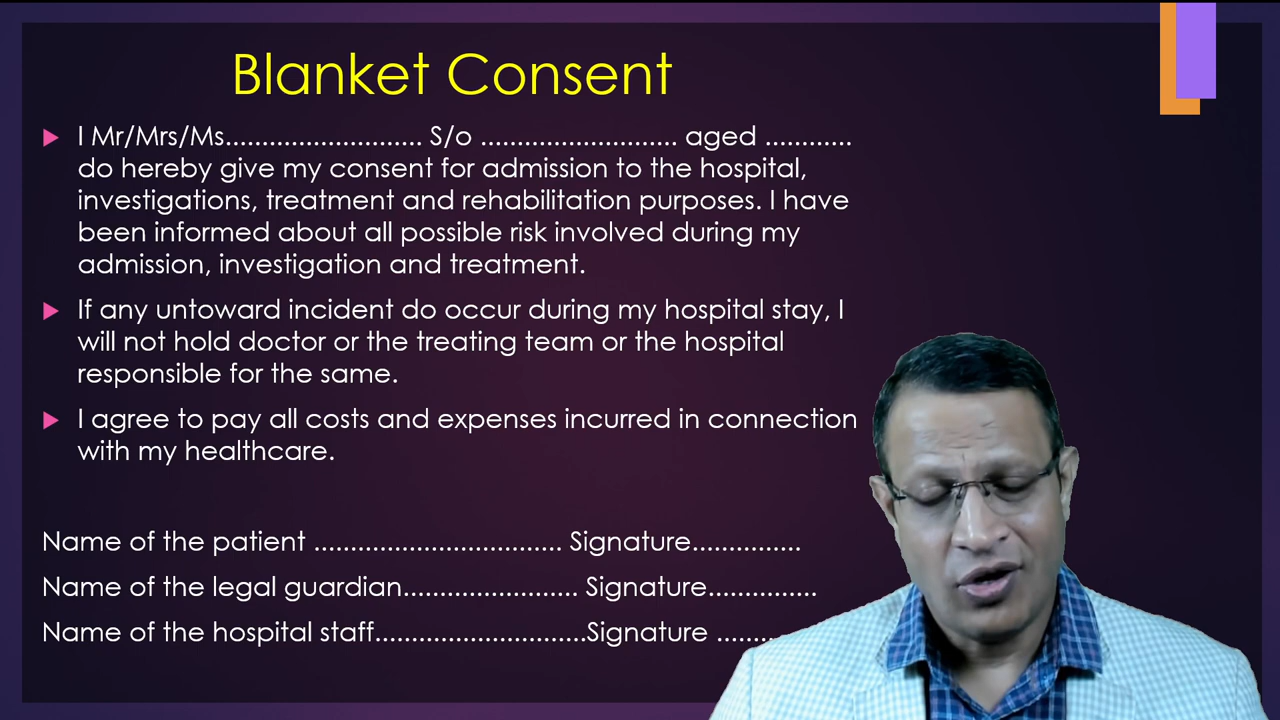 Blanket Consent
I Mr/Mrs/Ms........................... S/o ........................... aged ............
do hereby give my consent for admission to the hospital,
investigations, treatment and rehabilitation purposes. I have
been informed about all possible risk involved during my
admission, investigation and treatment.
If any untoward incident do occur during my hospital stay, I
will not hold doctor or the treating team or the hospital
responsible for the same.
I agree to pay all costs and expenses incurred in connection
with my healthcare.
Name of the patient .................................. Signature...............
Name of the legal guardian........................ Signature...............
Name of the hospital staff.............................Signature ........